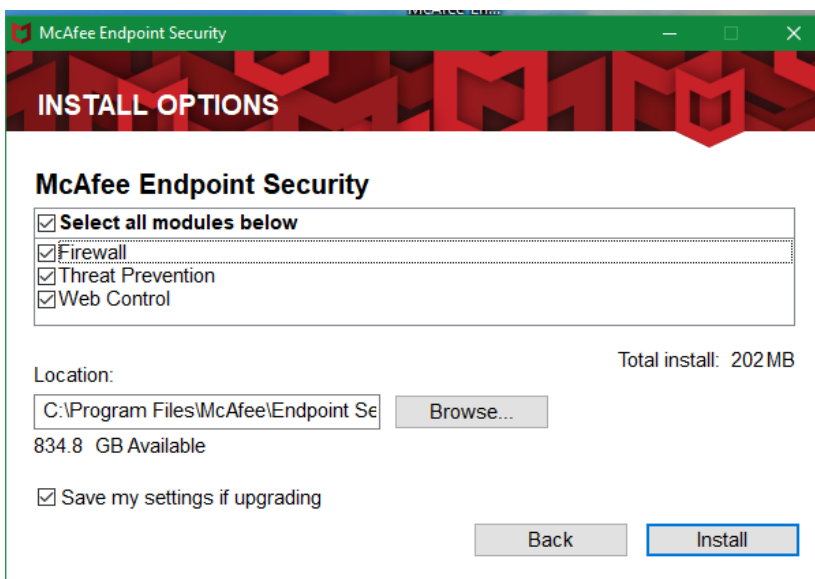 McAfee Endpoint Security
INSTALL OPTIONS
McAfee Endpoint Security
Select all modules below
Firewall
Threat Prevention
Web Control
Total install: 202 MB
Location:
C:\Program Files\McAfee\Endpoint Se
Browse...
834.8 GB Available
Save my settings if upgrading
Back
Install